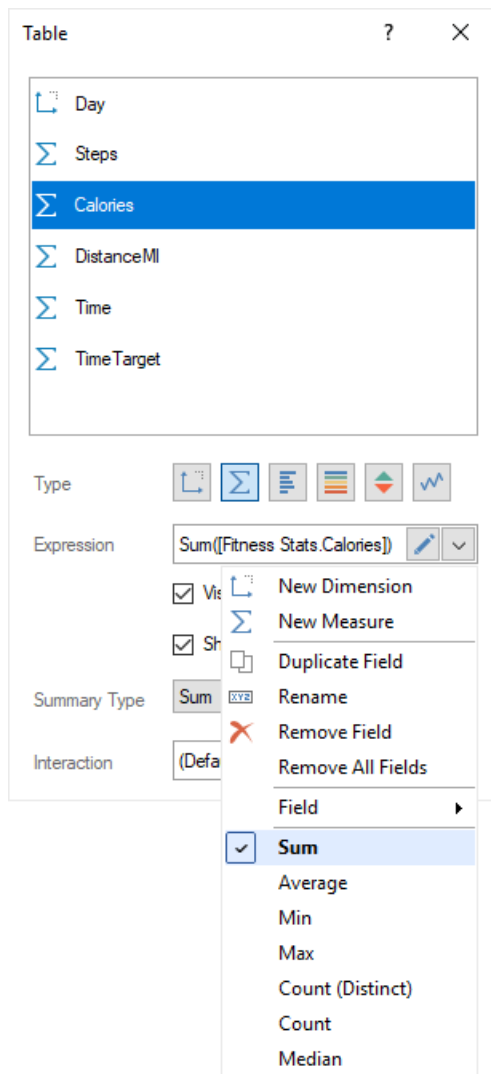 Table ?
Day
Steps
Calories
DistanceMI
Time
TimeTarget
Type
Expression Sum([Fitness Stats.Calories])
Vis
Sh
Summary Type Sum
Interaction (Defa
New Dimension
New Measure
Duplicate Field
XYZ Rename
Remove Field
Remove All Fields
Field
Sum
Average
Min
Max
Count (Distinct)
Count
Median